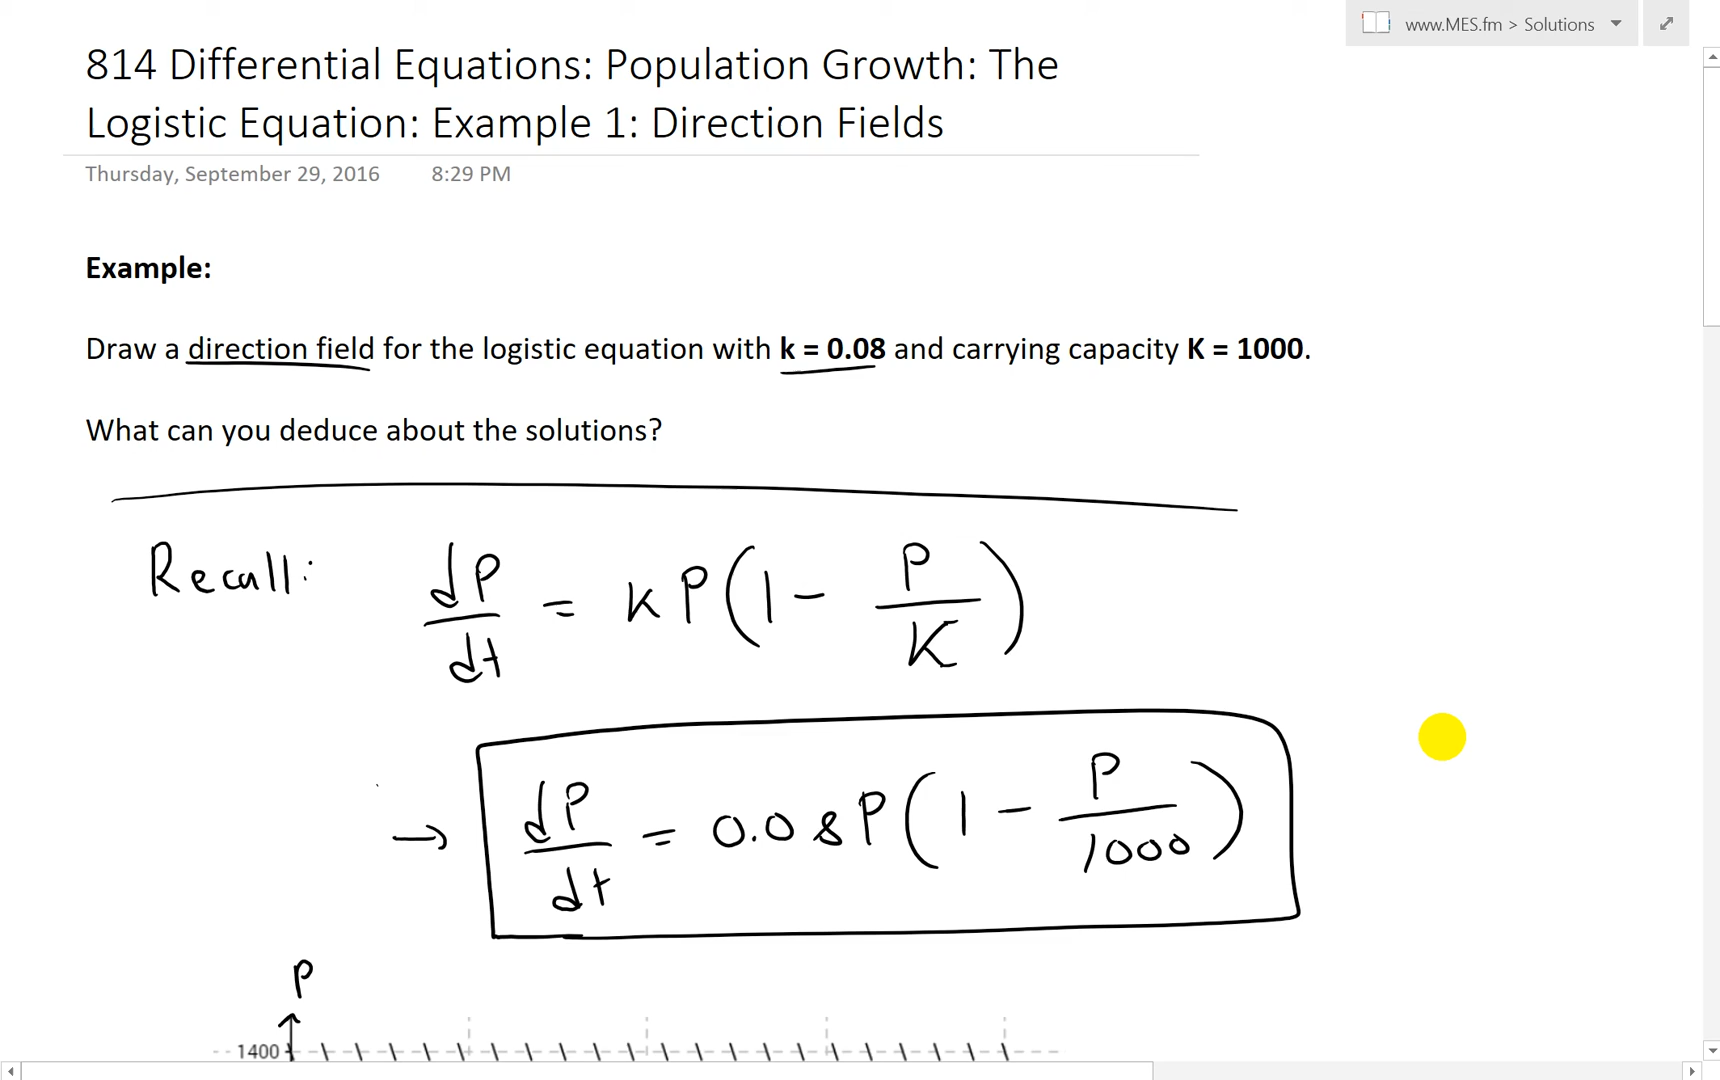 www.MES.fm > Solutions
814 Differential Equations: Population Growth: The
Logistic Equation: Example 1: Direction Fields
Thursday, September 29, 2016 8:29 PM
Example:
Draw a direction field for the logistic equation with k = 0.08 and carrying capacity K = 1000.
What can you deduce about the solutions?
Recall: dP/dt = kP(1 - P/K)
→ dP/dt = 0.08P(1 - P/1000)
P
1400